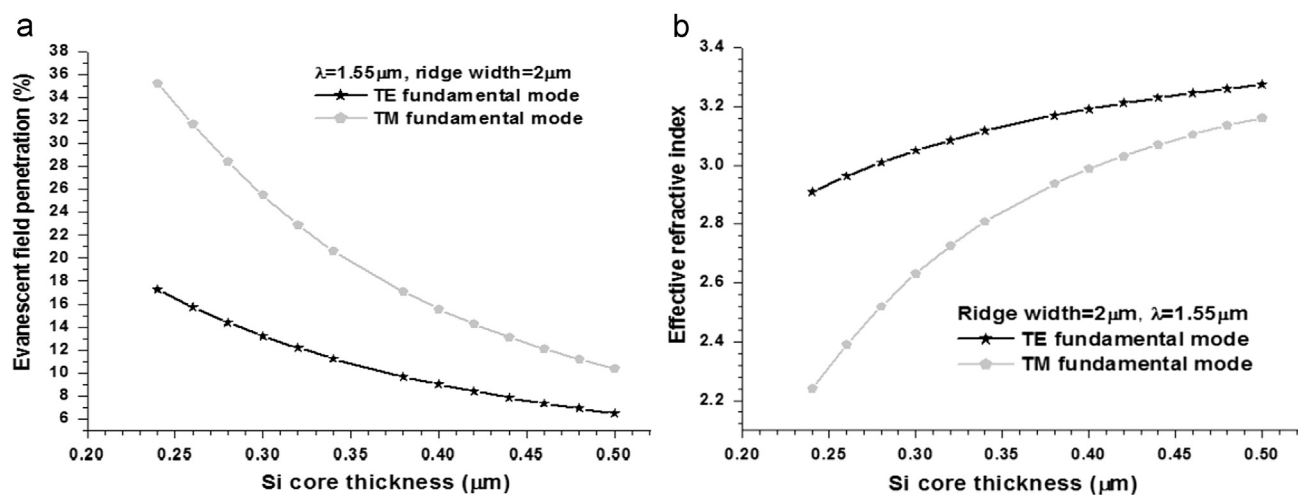 a
38
36
34
32
30
28
26
24
22
20
18
16
14
12
10
8
6
Evanescent field penetration (%)
λ=1.55μm, ridge width=2μm
TE fundamental mode
TM fundamental mode
0.20 0.25 0.30 0.35 0.40 0.45 0.50
Si core thickness (μm)
b
3.4
3.2
3.0
2.8
2.6
2.4
2.2
Effective refractive index
Ridge width=2μm, λ=1.55μm
TE fundamental mode
TM fundamental mode
0.20 0.25 0.30 0.35 0.40 0.45 0.50
Si core thickness (μm)